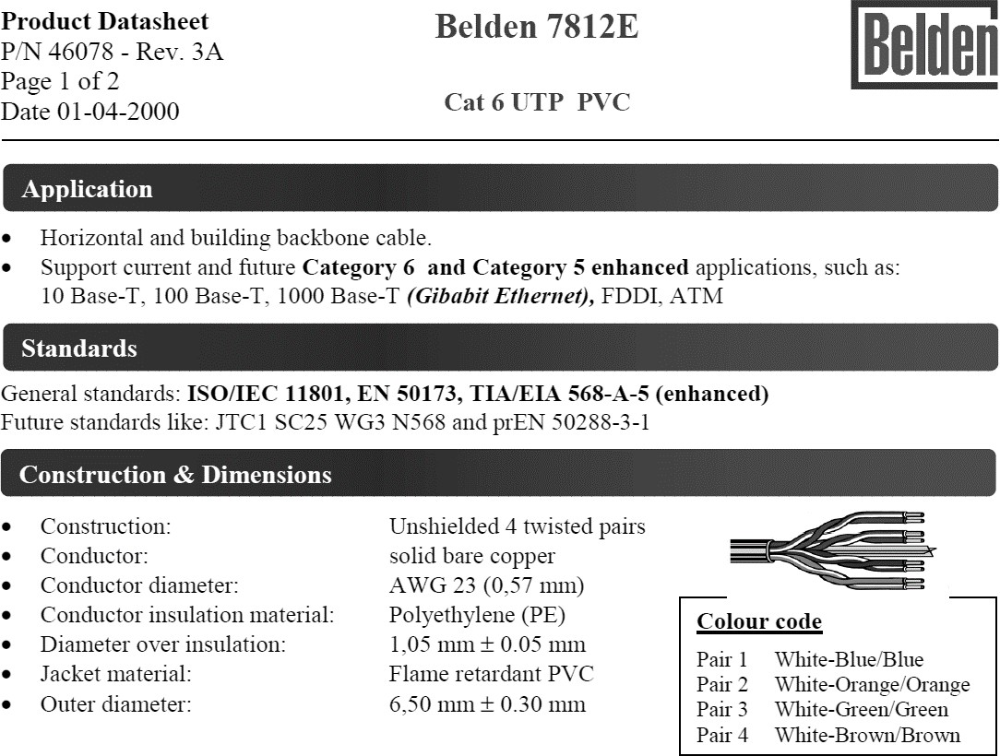 Product Datasheet
P/N 46078 - Rev. 3A
Page 1 of 2
Date 01-04-2000
Belden 7812E
Cat 6 UTP PVC
Belden
Application
• Horizontal and building backbone cable.
• Support current and future Category 6 and Category 5 enhanced applications, such as:
10 Base-T, 100 Base-T, 1000 Base-T (Gibabit Ethernet), FDDI, ATM
Standards
General standards: ISO/IEC 11801, EN 50173, TIA/EIA 568-A-5 (enhanced)
Future standards like: JTC1 SC25 WG3 N568 and prEN 50288-3-1
Construction & Dimensions
• Construction: Unshielded 4 twisted pairs
• Conductor: solid bare copper
• Conductor diameter: AWG 23 (0,57 mm)
• Conductor insulation material: Polyethylene (PE)
• Diameter over insulation: 1,05 mm ± 0.05 mm
• Jacket material: Flame retardant PVC
• Outer diameter: 6,50 mm ± 0.30 mm
Colour code
Pair 1 White-Blue/Blue
Pair 2 White-Orange/Orange
Pair 3 White-Green/Green
Pair 4 White-Brown/Brown